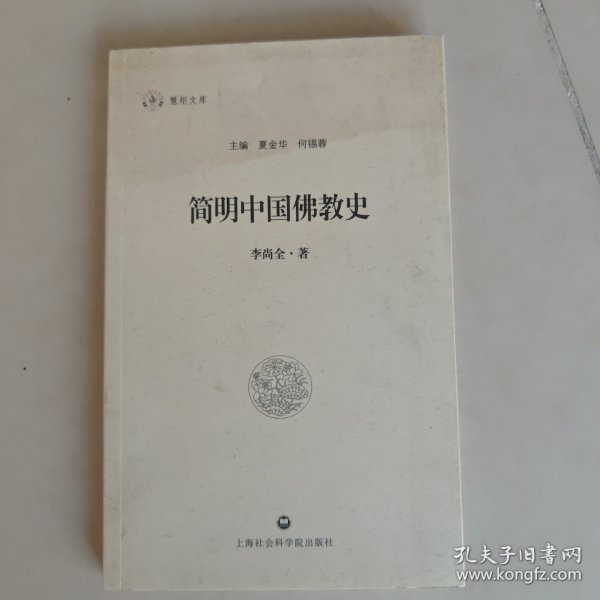 慧炬文库
主编 夏金华 何锡蓉
简明中国佛教史
李尚全·著
上海社会科学院出版社
孔夫子旧书网
www.kongfz.com